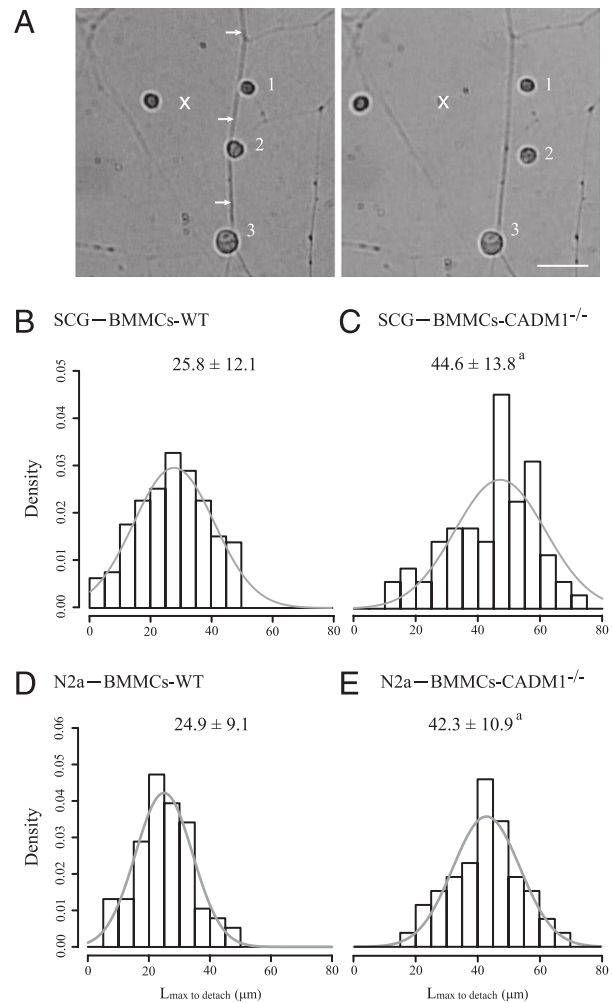 A
X
1
2
3
X
1
2
3
B SCG—BMMCs-WT
25.8 ± 12.1
Density
0.00 0.01 0.02 0.03 0.04 0.05
0 20 40 60 80
C SCG—BMMCs-CADM1-/-
44.6 ± 13.8 a
0 20 40 60 80
D N2a—BMMCs-WT
24.9 ± 9.1
Density
0.00 0.01 0.02 0.03 0.04 0.05 0.06
0 20 40 60 80
Lmax to detach (μm)
E N2a—BMMCs-CADM1-/-
42.3 ± 10.9 a
0 20 40 60 80
Lmax to detach (μm)